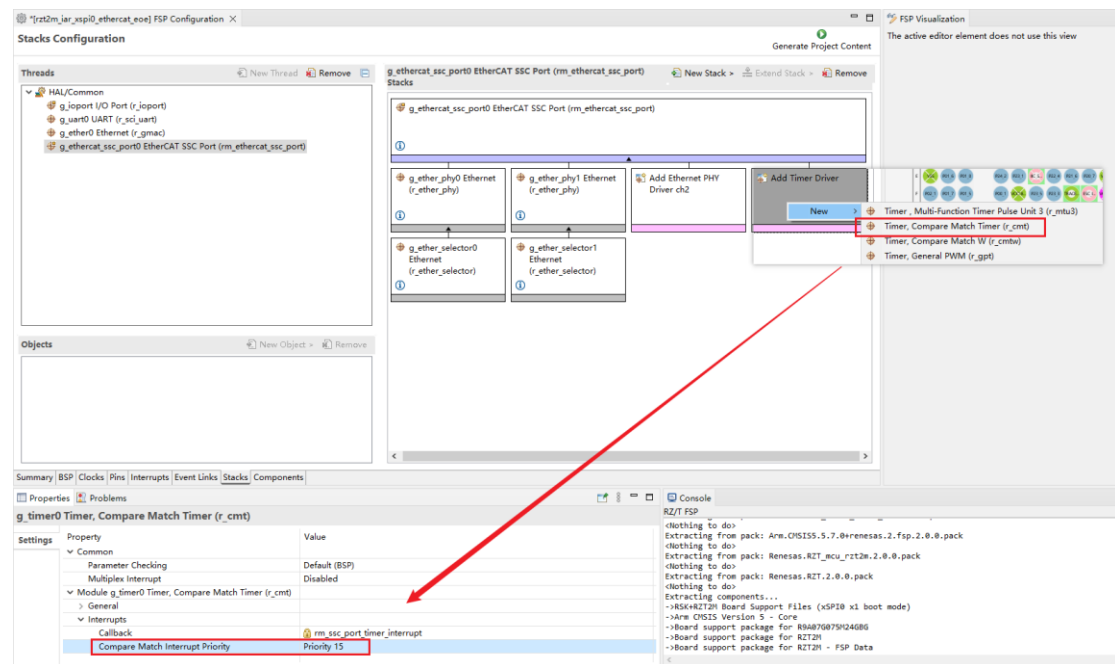 *[rzt2m_iar_xspi0_ethercat_eoe] FSP Configuration
FSP Visualization
Stacks Configuration
Generate Project Content
The active editor element does not use this view
Threads
New Thread
Remove
g_ethercat_ssc_port0 EtherCAT SSC Port (rm_ethercat_ssc_port)
Stacks
New Stack >
Extend Stack >
Remove
HAL/Common
g_ioport I/O Port (r_ioport)
g_uart0 UART (r_sci_uart)
g_ether0 Ethernet (r_gmac)
g_ethercat_ssc_port0 EtherCAT SSC Port (rm_ethercat_ssc_port)
g_ethercat_ssc_port0 EtherCAT SSC Port (rm_ethercat_ssc_port)
g_ether_phy0 Ethernet
(r_ether_phy)
g_ether_phy1 Ethernet
(r_ether_phy)
Add Ethernet PHY
Driver ch2
Add Timer Driver
New
Timer , Multi-Function Timer Pulse Unit 3 (r_mtu3)
Timer, Compare Match Timer (r_cmt)
Timer, Compare Match W (r_cmtw)
Timer, General PWM (r_gpt)
g_ether_selector0
Ethernet
(r_ether_selector)
g_ether_selector1
Ethernet
(r_ether_selector)
Objects
New Object >
Remove
Summary BSP Clocks Pins Interrupts Event Links Stacks Components
Properties
Problems
Console
g_timer0 Timer, Compare Match Timer (r_cmt)
RZ/T FSP
Settings
Property Value
Common
Parameter Checking Default (BSP)
Multiplex Interrupt Disabled
Module g_timer0 Timer, Compare Match Timer (r_cmt)
General
Interrupts
Callback rm_ssc_port_timer_interrupt
Compare Match Interrupt Priority Priority 15
<Nothing to do>
Extracting from pack: Arm.CMSIS5.5.7.0+renesas.2.fsp.2.0.0.pack
<Nothing to do>
Extracting from pack: Renesas.RZT_mcu_rzt2m.2.0.0.pack
<Nothing to do>
Extracting from pack: Renesas.RZT.2.0.0.pack
<Nothing to do>
Extracting components...
->RSK+RZT2M Board Support Files (xSPI0 x1 boot mode)
->Arm CMSIS Version 5 - Core
->Board support package for R9A07G075M24GBG
->Board support package for RZT2M
->Board support package for RZT2M - FSP Data